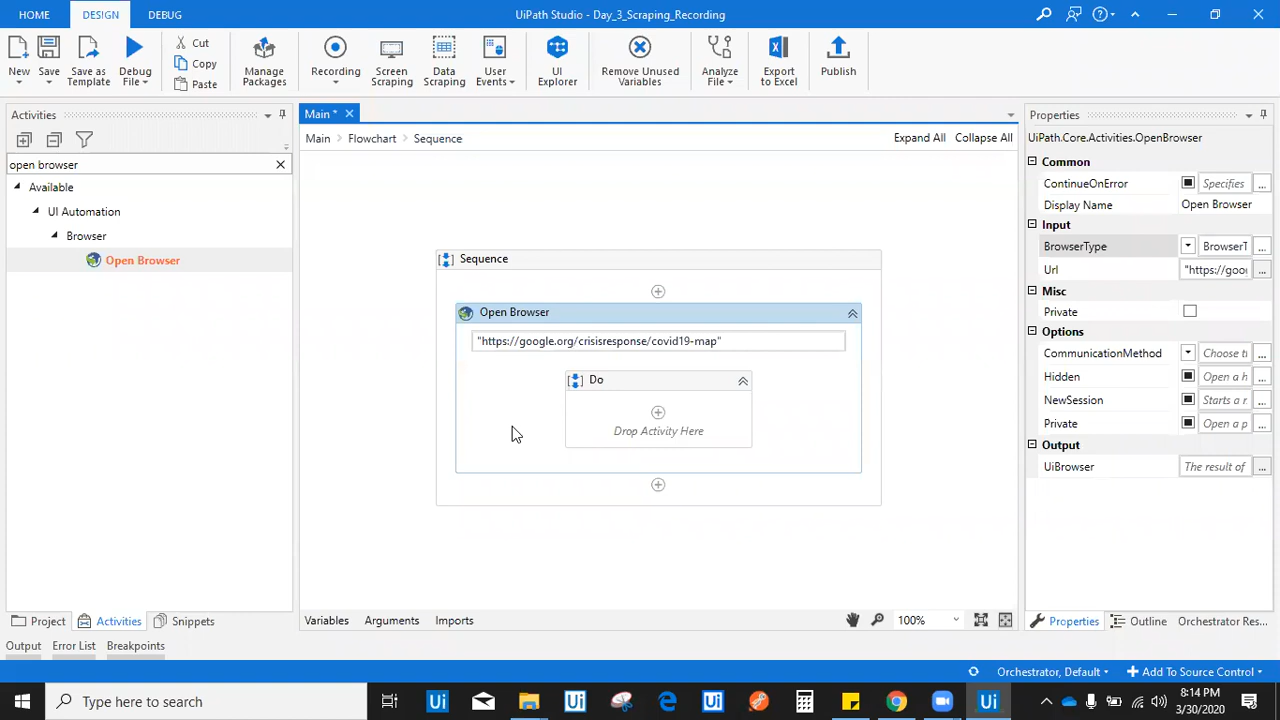 HOME
DESIGN
DEBUG
UiPath Studio - Day_3_Scraping_Recording
New
Save
Save as Template
Debug File
Cut
Copy
Paste
Manage Packages
Recording
Screen Scraping
Data Scraping
User Events
UI Explorer
Remove Unused Variables
Analyze File
Export to Excel
Publish
Activities
open browser
Available
UI Automation
Browser
Open Browser
Main *
Main
Flowchart
Sequence
Expand All
Collapse All
Sequence
Open Browser
"https://google.org/crisisresponse/covid19-map"
Do
Drop Activity Here
Properties
UiPath.Core.Activities.OpenBrowser
Common
ContinueOnError
Specifies
...
Display Name
Open Browser
Input
BrowserType
BrowserT
...
Url
"https://goo
...
Misc
Private
Options
CommunicationMethod
Choose t
Hidden
Open a h
...
NewSession
Starts a n
...
Private
Open a p
...
Output
UiBrowser
The result of
...
Project
Activities
Snippets
Variables
Arguments
Imports
100%
Properties
Outline
Orchestrator Res...
Output
Error List
Breakpoints
Orchestrator, Default
Add To Source Control
Type here to search
Ui
Ui
Ui
Ui
8:14 PM
3/30/2020